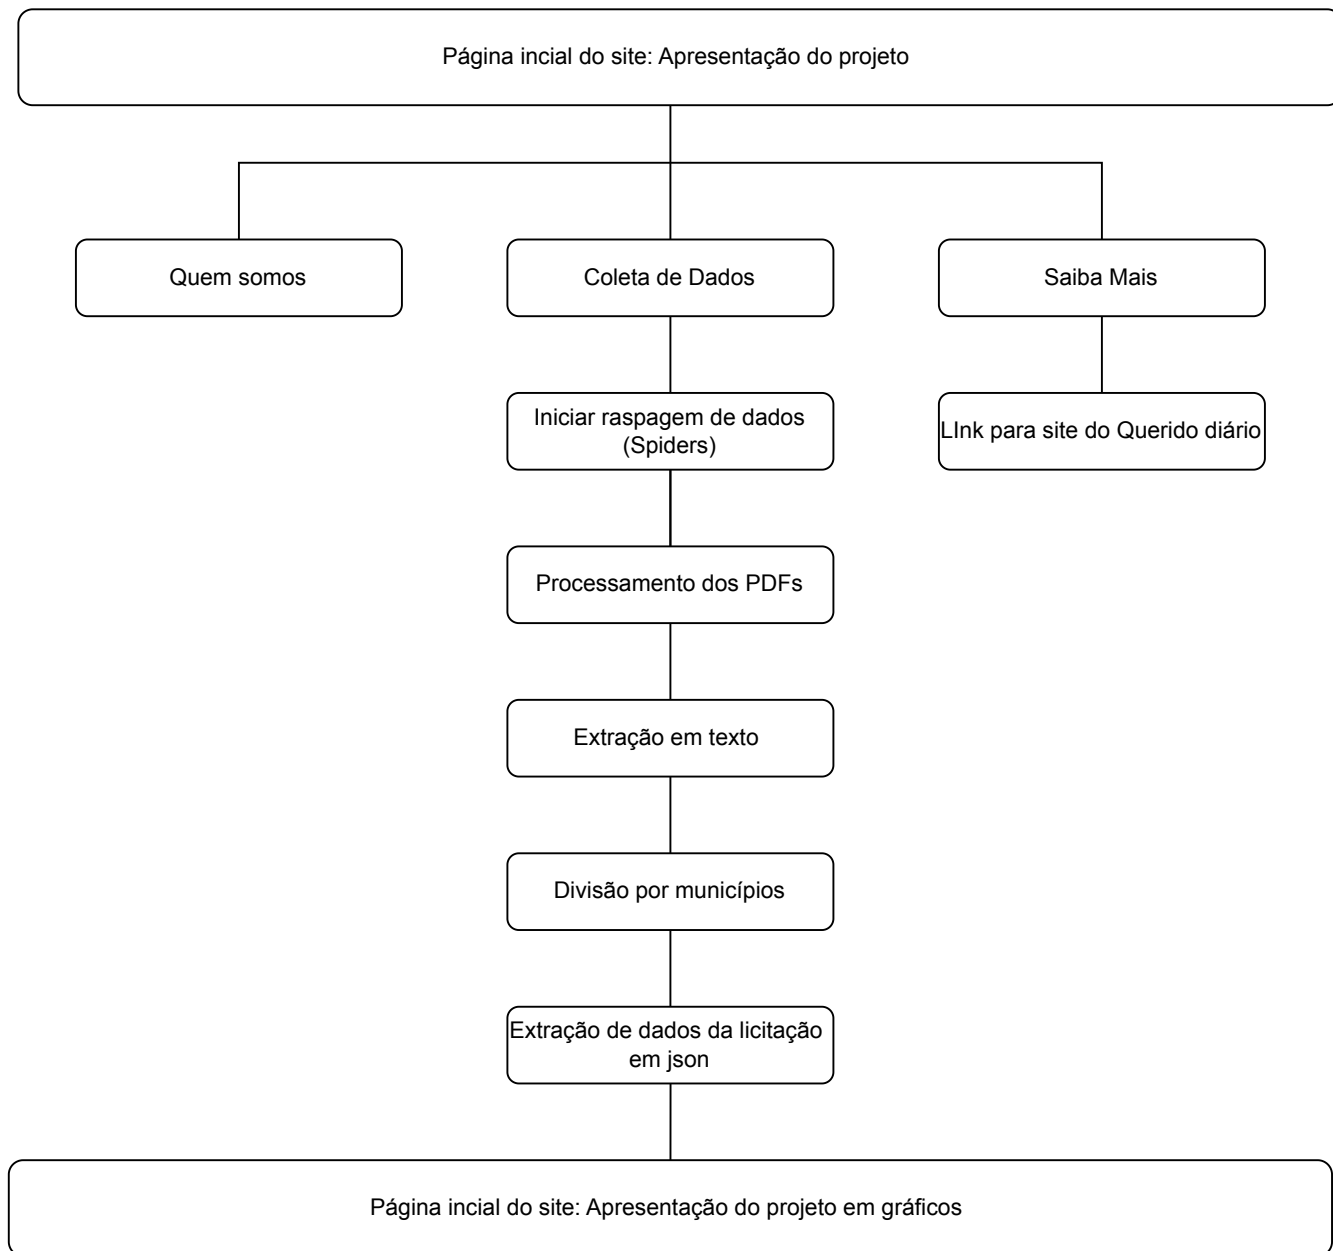 Página incial do site: Apresentação do projeto
Quem somos
Coleta de Dados
Saiba Mais
Iniciar raspagem de dados
(Spiders)
LInk para site do Querido diário
Processamento dos PDFs
Extração em texto
Divisão por municípios
Extração de dados da licitação
em json
Página incial do site: Apresentação do projeto em gráficos